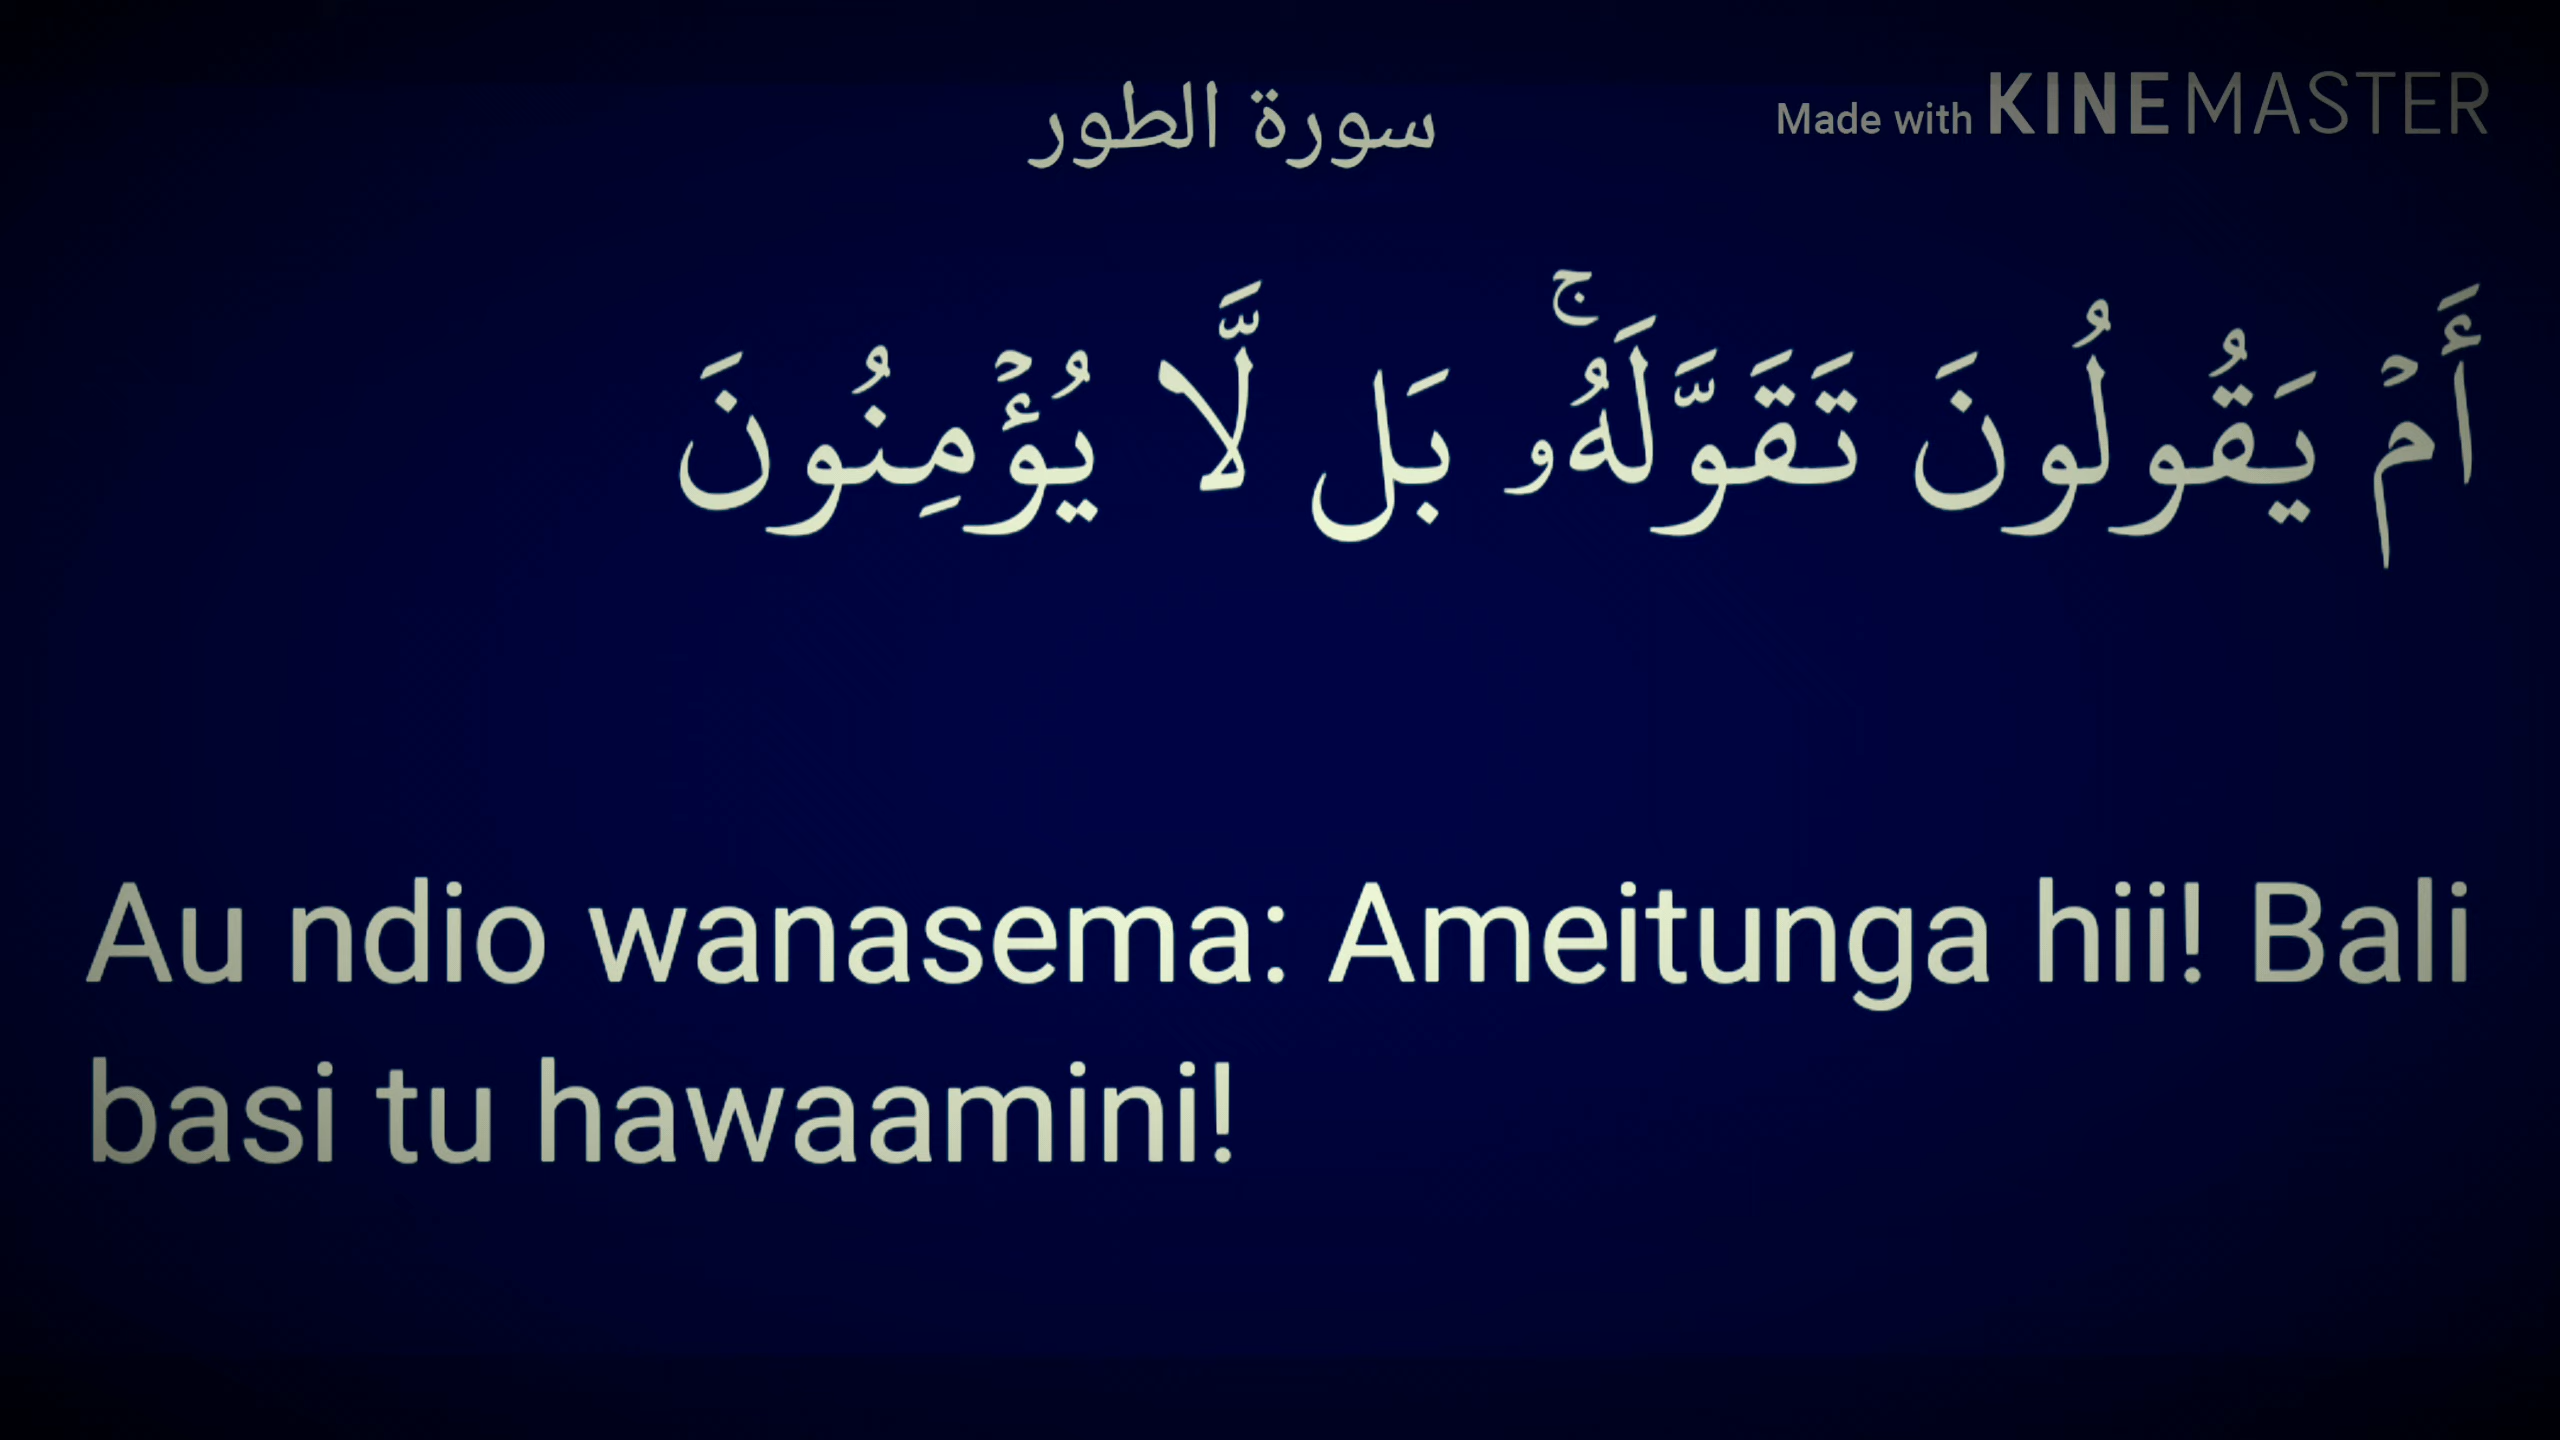 سورة الطور
Made with KINEMASTER
أَمۡ يَقُولُونَ تَقَوَّلَهُۥۚ بَل لَّا يُؤۡمِنُونَ
Au ndio wanasema: Ameitunga hii! Bali
basi tu hawaamini!